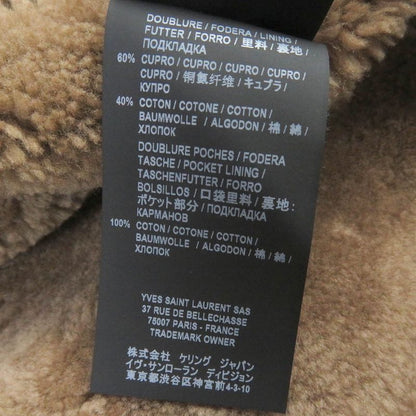 DOUBLURE / FODERA / LINING /
FUTTER / FORRO / 里料 / 裏地 /
ПОДКЛАДКА
60% CUPRO / CUPRO / CUPRO / CUPRO
CUPRO / 铜氨纤维 / キュプラ /
КУПРО
40% COTON / COTONE / COTTON /
BAUMWOLLE / ALGODON / 棉 / 綿 /
ХЛОПОК
DOUBLURE POCHES / FODERA
TASCHE / POCKET LINING /
TASCHENFUTTER / FORRO
BOLSILLOS / 口袋里料 / 裏地:
ポケット部分 / ПОДКЛАДКА
КАРМАНОВ
100% COTON / COTONE / COTTON /
BAUMWOLLE / ALGODON / 棉 / 綿 /
ХЛОПОК
YVES SAINT LAURENT SAS
37 RUE DE BELLECHASSE
75007 PARIS - FRANCE
TRADEMARK OWNER
株式会社 ケリング ジャパン
イヴ・サンローラン ディビジョン
東京都渋谷区神宮前4-3-10